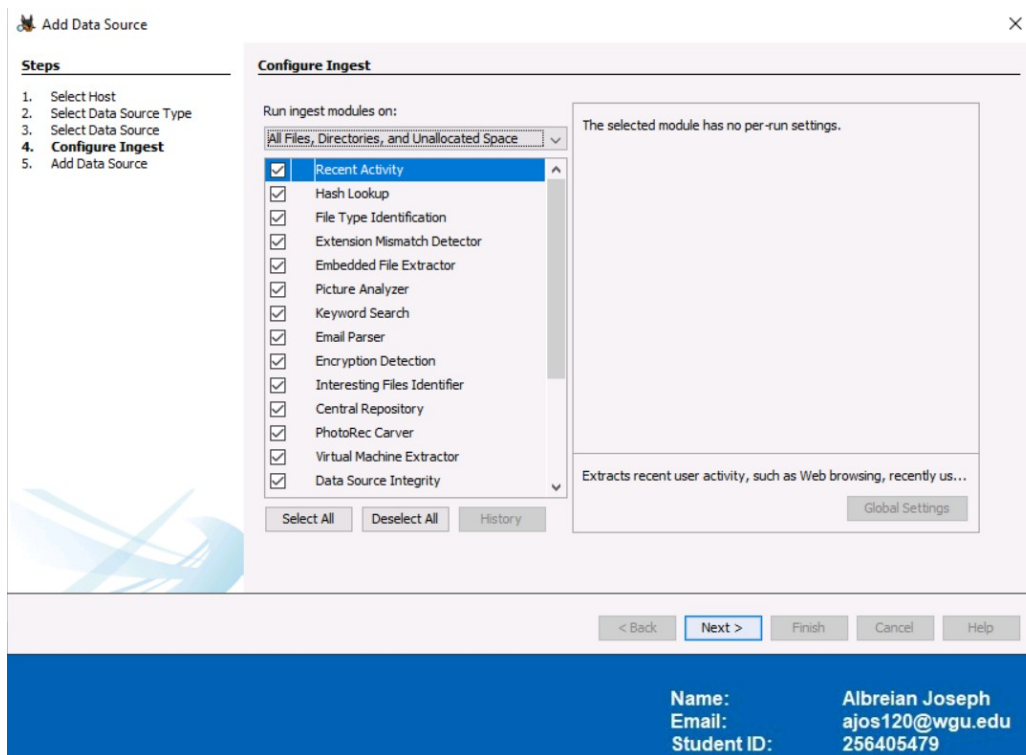 Add Data Source
Steps
1. Select Host
2. Select Data Source Type
3. Select Data Source
4. Configure Ingest
5. Add Data Source
Configure Ingest
Run ingest modules on:
All Files, Directories, and Unallocated Space
Recent Activity
Hash Lookup
File Type Identification
Extension Mismatch Detector
Embedded File Extractor
Picture Analyzer
Keyword Search
Email Parser
Encryption Detection
Interesting Files Identifier
Central Repository
PhotoRec Carver
Virtual Machine Extractor
Data Source Integrity
Select All Deselect All History
The selected module has no per-run settings.
Extracts recent user activity, such as Web browsing, recently us...
Global Settings
< Back Next > Finish Cancel Help
Name: Albreian Joseph
Email: ajos120@wgu.edu
Student ID: 256405479